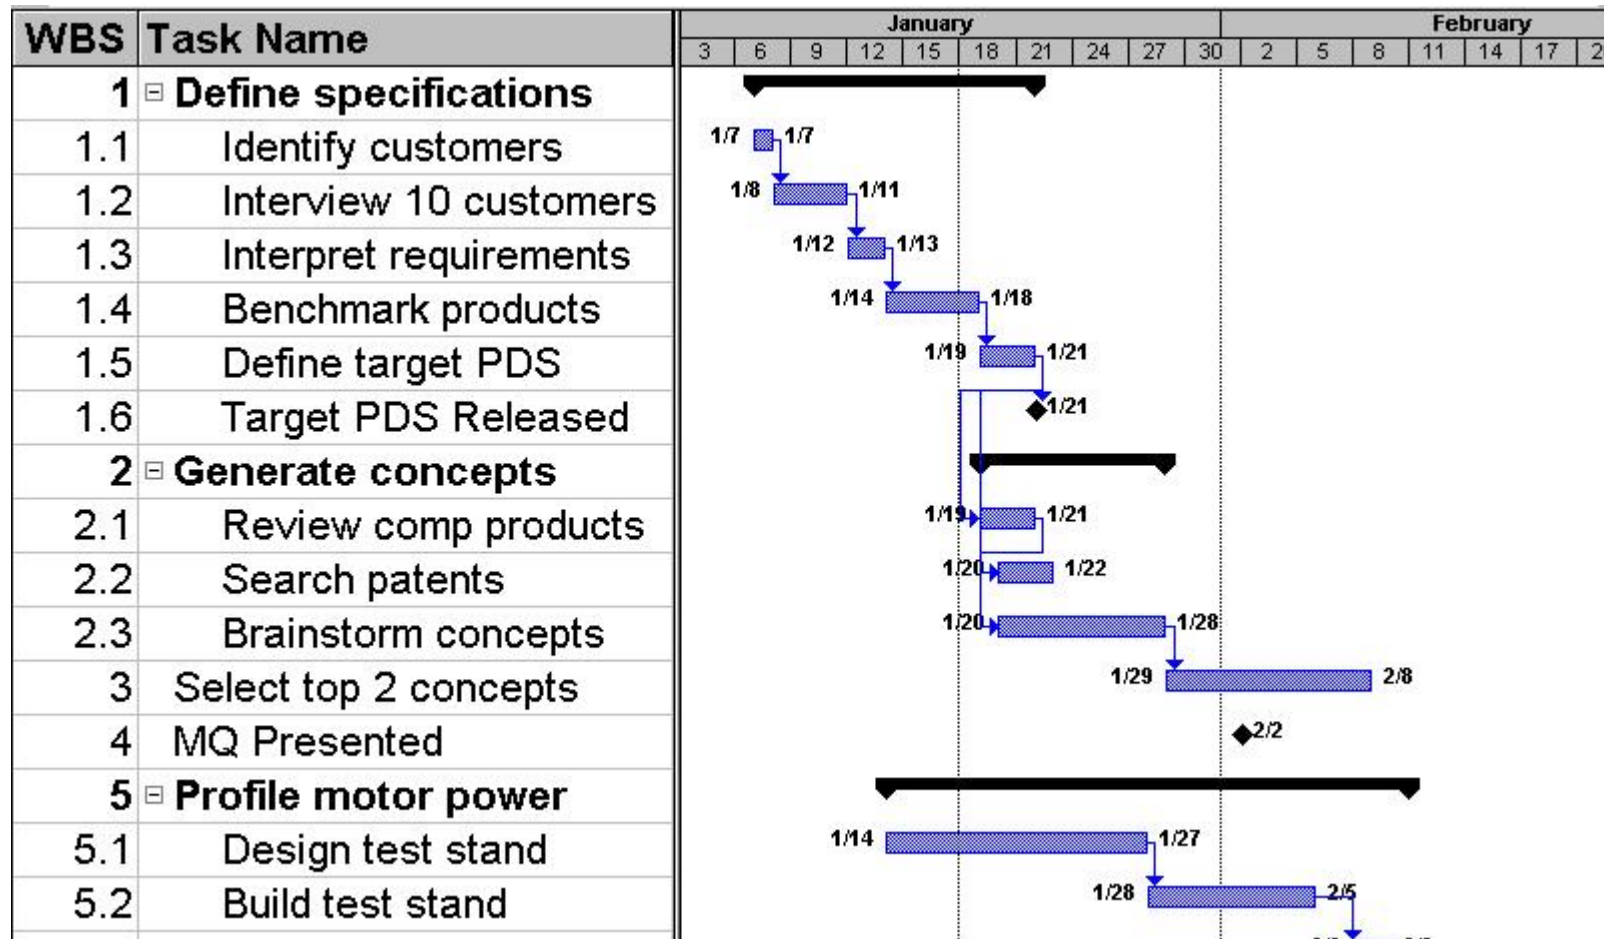 WBS Task Name January February
3 6 9 12 15 18 21 24 27 30 2 5 8 11 14 17
1 Define specifications
1.1 Identify customers 1/7 1/7
1.2 Interview 10 customers 1/8 1/11
1.3 Interpret requirements 1/12 1/13
1.4 Benchmark products 1/14 1/18
1.5 Define target PDS 1/19 1/21
1.6 Target PDS Released 1/21
2 Generate concepts
2.1 Review comp products 1/19 1/21
2.2 Search patents 1/20 1/22
2.3 Brainstorm concepts 1/20 1/28
3 Select top 2 concepts 1/29 2/8
4 MQ Presented 2/2
5 Profile motor power
5.1 Design test stand 1/14 1/27
5.2 Build test stand 1/28 2/5